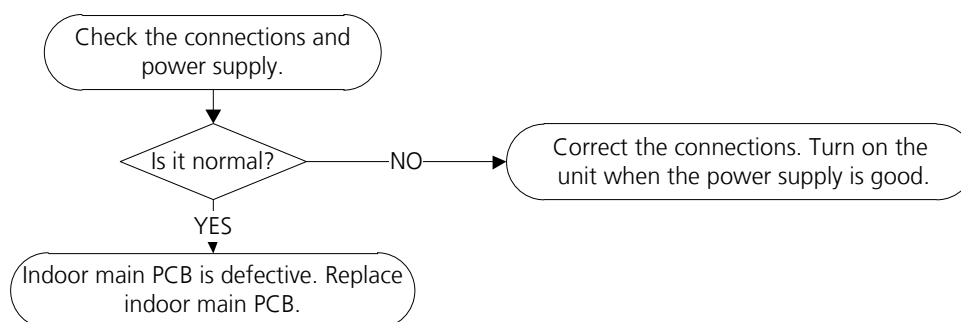 Check the connections and
power supply.
Is it normal?
NO
Correct the connections. Turn on the
unit when the power supply is good.
YES
Indoor main PCB is defective. Replace
indoor main PCB.